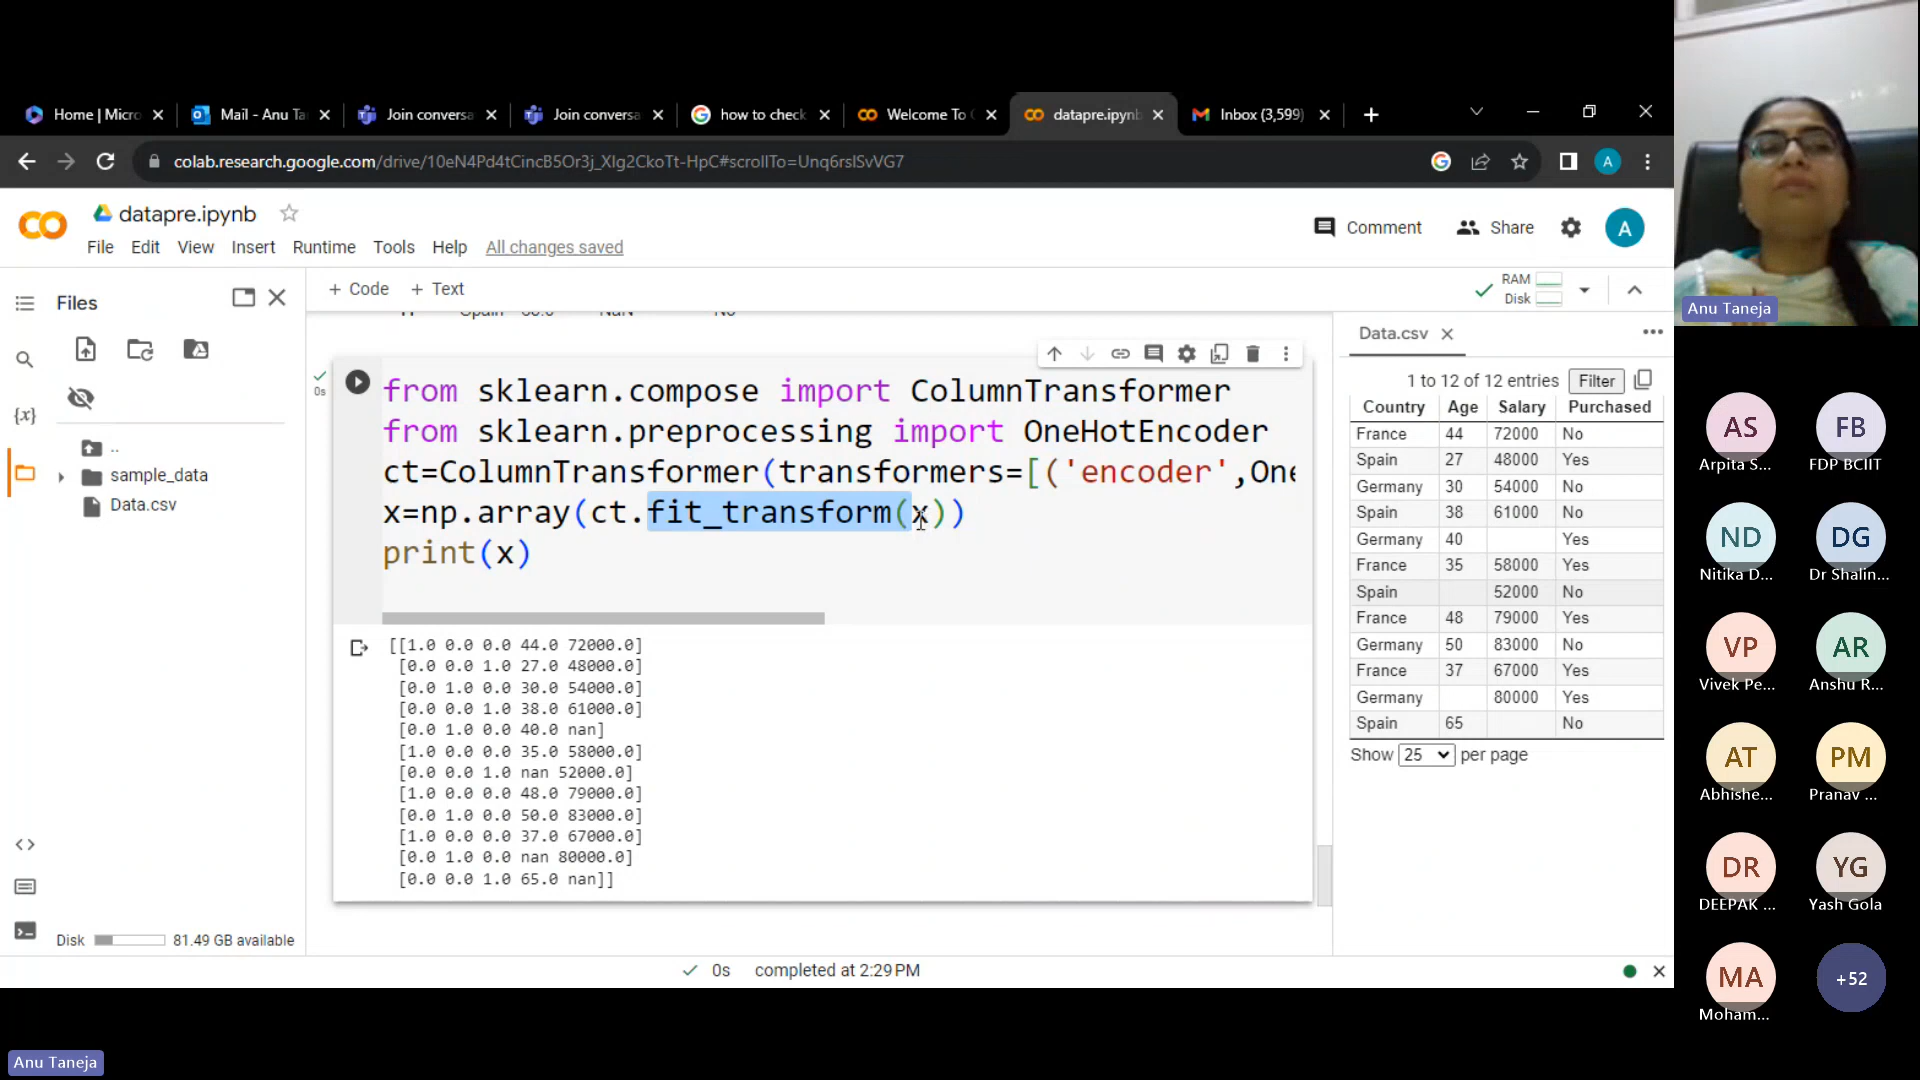 Home | Micro
Mail - Anu Ta
Join conversa
Join conversa
how to check
Welcome To C
datapre.ipynb
Inbox (3,599)
colab.research.google.com/drive/10eN4Pd4tCincB5Or3j_XIg2CkoTt-HpC#scrollTo=Unq6rslSvVG7
A
datapre.ipynb
Comment
Share
A
File Edit View Insert Runtime Tools Help All changes saved
Files
+ Code + Text
RAM
Disk
{x}
..
sample_data
Data.csv
Disk
81.49 GB available
from sklearn.compose import ColumnTransformer
from sklearn.preprocessing import OneHotEncoder
ct=ColumnTransformer(transformers=[('encoder',One
x=np.array(ct.fit_transform(x))
print(x)
0s
[[1.0 0.0 0.0 44.0 72000.0]
[0.0 0.0 1.0 27.0 48000.0]
[0.0 1.0 0.0 30.0 54000.0]
[0.0 0.0 1.0 38.0 61000.0]
[0.0 1.0 0.0 40.0 nan]
[1.0 0.0 0.0 35.0 58000.0]
[0.0 0.0 1.0 nan 52000.0]
[1.0 0.0 0.0 48.0 79000.0]
[0.0 1.0 0.0 50.0 83000.0]
[1.0 0.0 0.0 37.0 67000.0]
[0.0 1.0 0.0 nan 80000.0]
[0.0 0.0 1.0 65.0 nan]]
0s completed at 2:29 PM
Data.csv
1 to 12 of 12 entries Filter
Country Age Salary Purchased
France 44 72000 No
Spain 27 48000 Yes
Germany 30 54000 No
Spain 38 61000 No
Germany 40 Yes
France 35 58000 Yes
Spain 52000 No
France 48 79000 Yes
Germany 50 83000 No
France 37 67000 Yes
Germany 80000 Yes
Spain 65 No
Show 25 per page
Anu Taneja
AS FB
Arpita S... FDP BCIIT
ND DG
Nitika D... Dr Shalin...
VP AR
Vivek Pe... Anshu R...
AT PM
Abhishe... Pranav ...
DR YG
DEEPAK ... Yash Gola
MA +52
Moham...
Anu Taneja